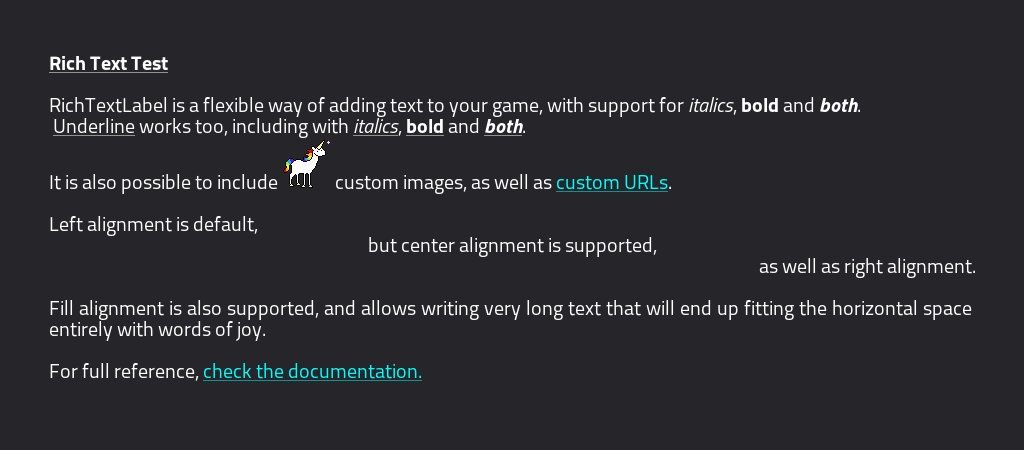 Rich Text Test
RichTextLabel is a flexible way of adding text to your game, with support for italics, bold and both.
Underline works too, including with italics, bold and both.
It is also possible to include custom images, as well as custom URLs.
Left alignment is default,
but center alignment is supported,
as well as right alignment.
Fill alignment is also supported, and allows writing very long text that will end up fitting the horizontal space
entirely with words of joy.
For full reference, check the documentation.